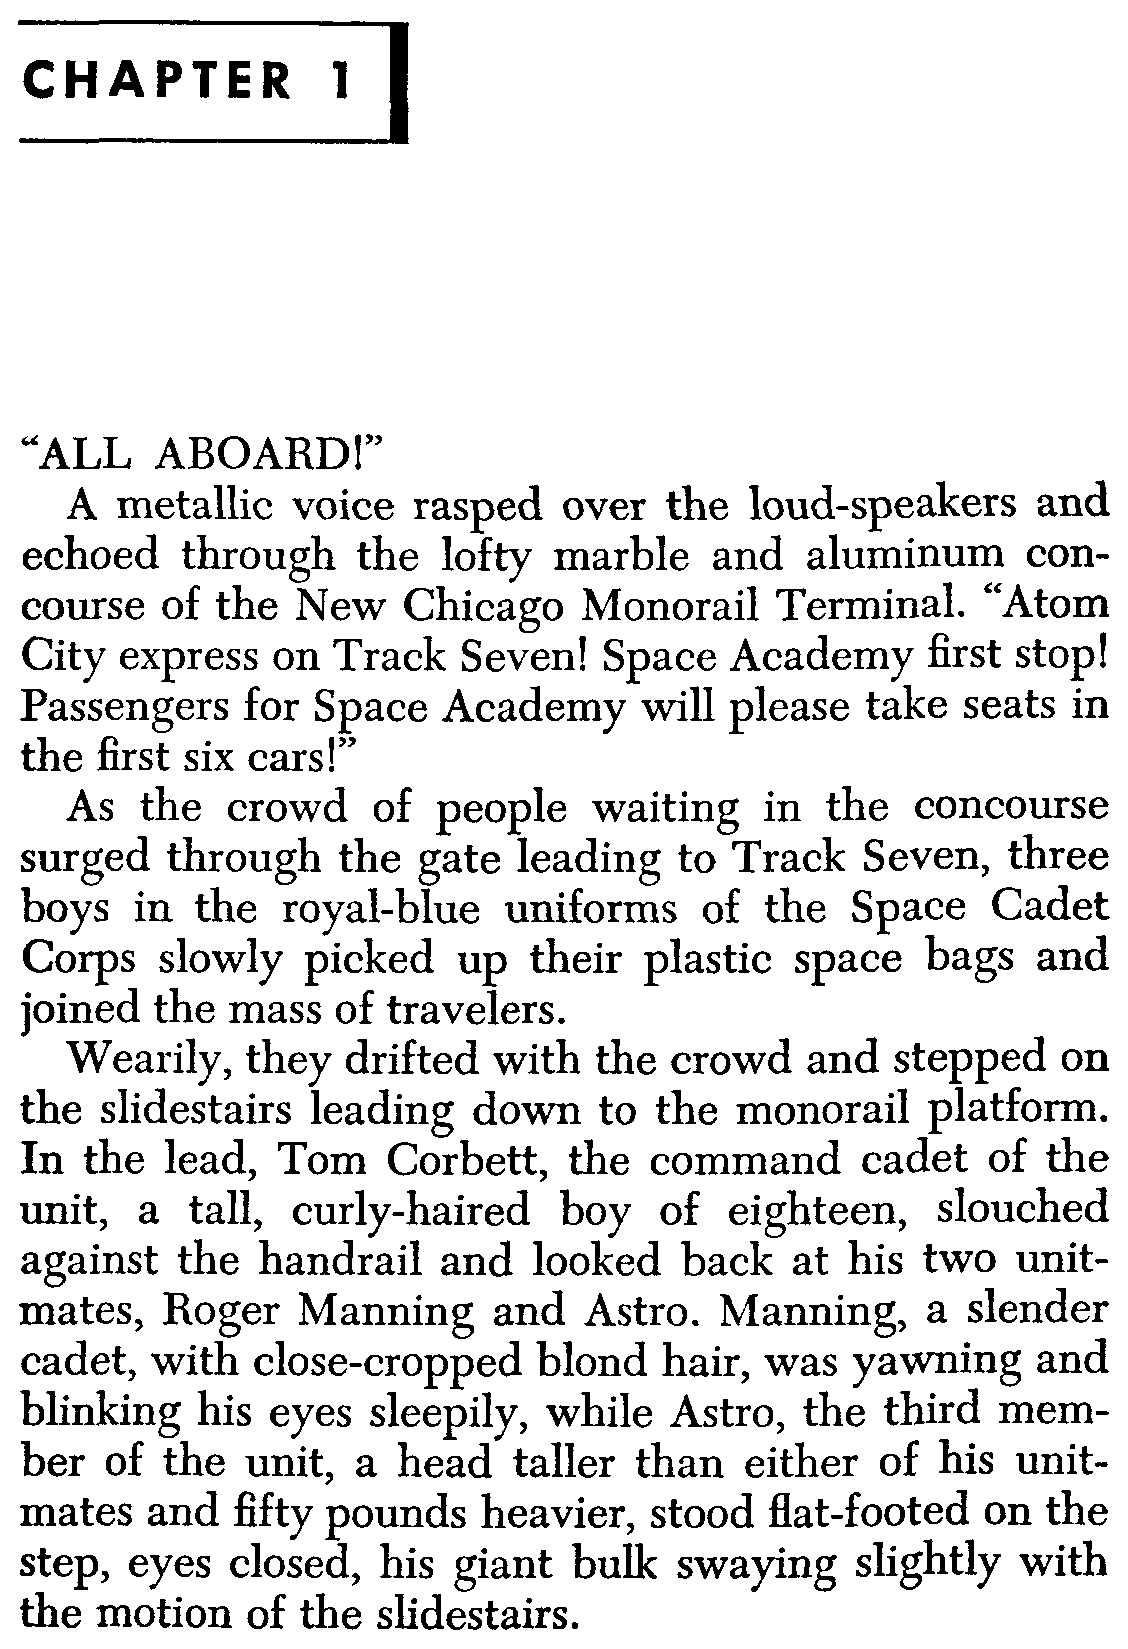 CHAPTER 1
“ALL ABOARD!”
A metallic voice rasped over the loud-speakers and
echoed through the lofty marble and aluminum con-
course of the New Chicago Monorail Terminal. “Atom
City express on Track Seven! Space Academy first stop!
Passengers for Space Academy will please take seats in
the first six cars!”
As the crowd of people waiting in the concourse
surged through the gate leading to Track Seven, three
boys in the royal-blue uniforms of the Space Cadet
Corps slowly picked up their plastic space bags and
joined the mass of travelers.
Wearily, they drifted with the crowd and stepped on
the slidestairs leading down to the monorail platform.
In the lead, Tom Corbett, the command cadet of the
unit, a tall, curly-haired boy of eighteen, slouched
against the handrail and looked back at his two unit-
mates, Roger Manning and Astro. Manning, a slender
cadet, with close-cropped blond hair, was yawning and
blinking his eyes sleepily, while Astro, the third mem-
ber of the unit, a head taller than either of his unit-
mates and fifty pounds heavier, stood flat-footed on the
step, eyes closed, his giant bulk swaying slightly with
the motion of the slidestairs.